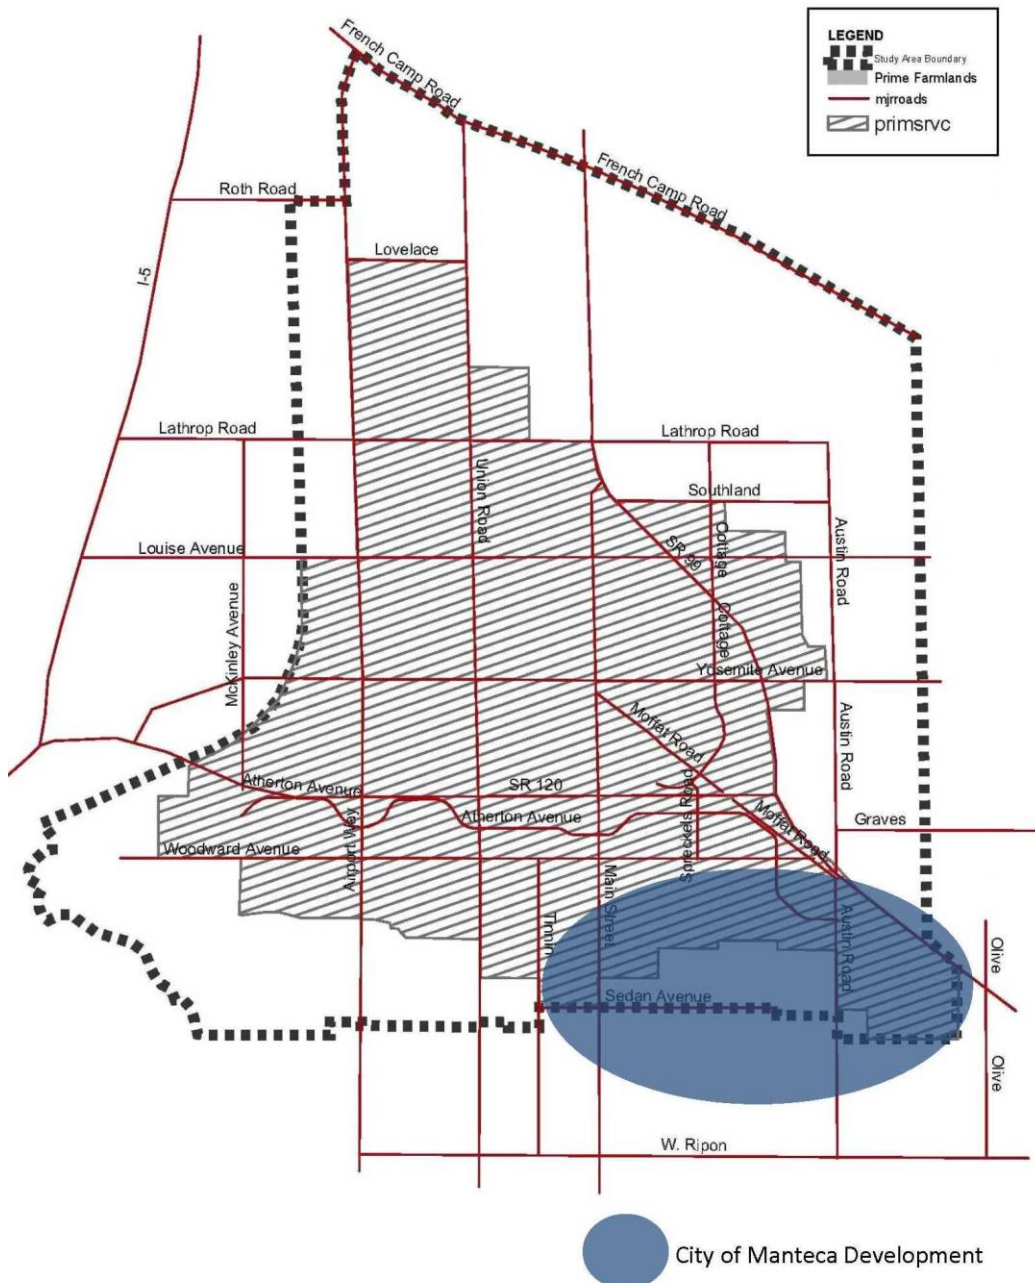 LEGEND
Study Area Boundary
Prime Farmlands
mjrroads
primsrvc
French Camp Road
French Camp Road
Roth Road
Lovelace
I-5
Lathrop Road
Lathrop Road
Union Road
Southland
Cottage
SR 99
Austin Road
Louise Avenue
McKinley Avenue
Cottage
Yosemite Avenue
Moffat Road
Austin Road
Atherton Avenue
SR 120
Atherton Avenue
Spreckels Road
Moffat Road
Graves
Woodward Avenue
Airport Way
Main Street
Tinnin
Austin Road
Olive
Sedan Avenue
Olive
W. Ripon
City of Manteca Development